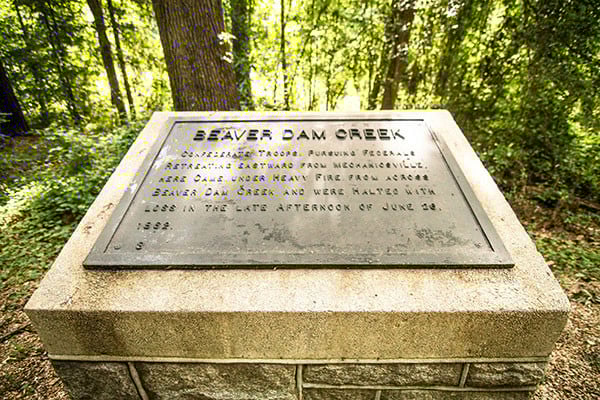 BEAVER DAM CREEK
CONFEDERATE TROOPS, PURSUING FEDERALS
RETREATING EASTWARD FROM MECHANICSVILLE,
HERE CAME UNDER HEAVY FIRE FROM ACROSS
BEAVER DAM CREEK AND WERE HALTED WITH
LOSS IN THE LATE AFTERNOON OF JUNE 26,
1862.